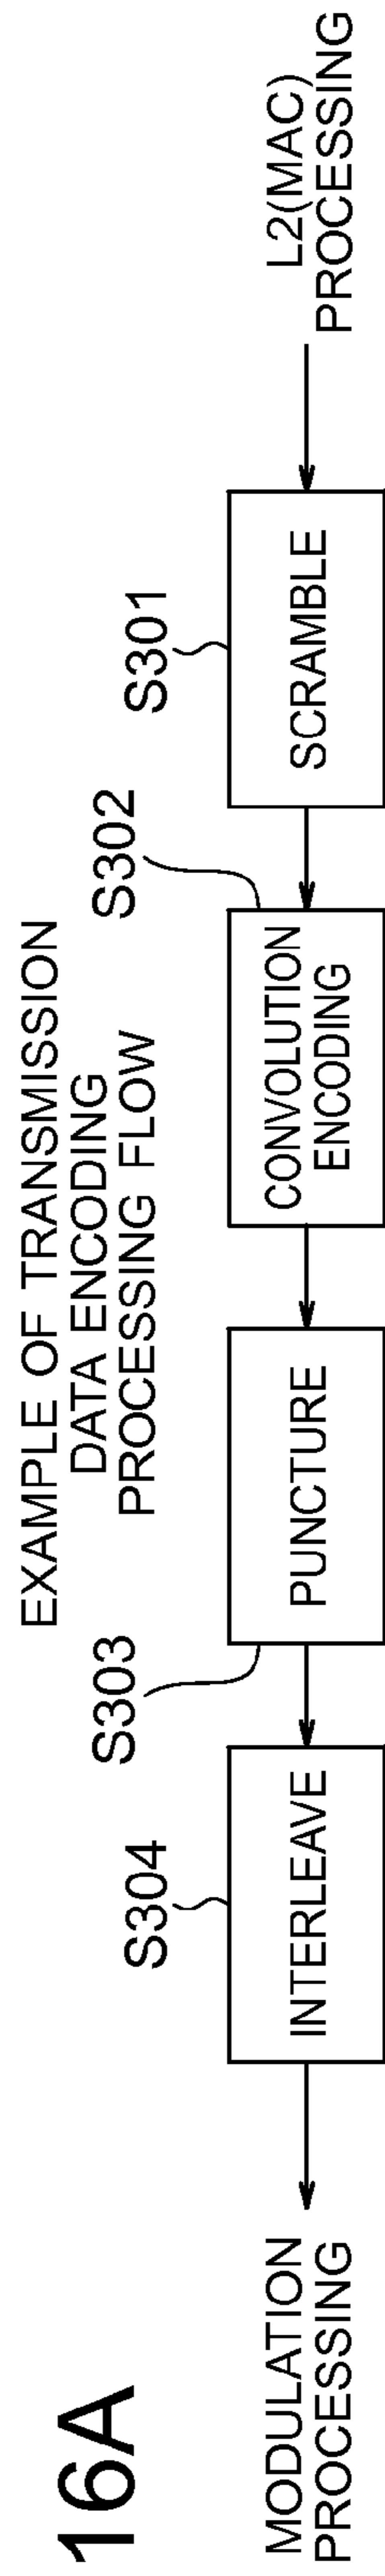 16A
EXAMPLE OF TRANSMISSION
DATA ENCODING
PROCESSING FLOW
MODULATION
PROCESSING
S304
INTERLEAVE
S303
PUNCTURE
S302
CONVOLUTION
ENCODING
S301
SCRAMBLE
L2(MAC)
PROCESSING